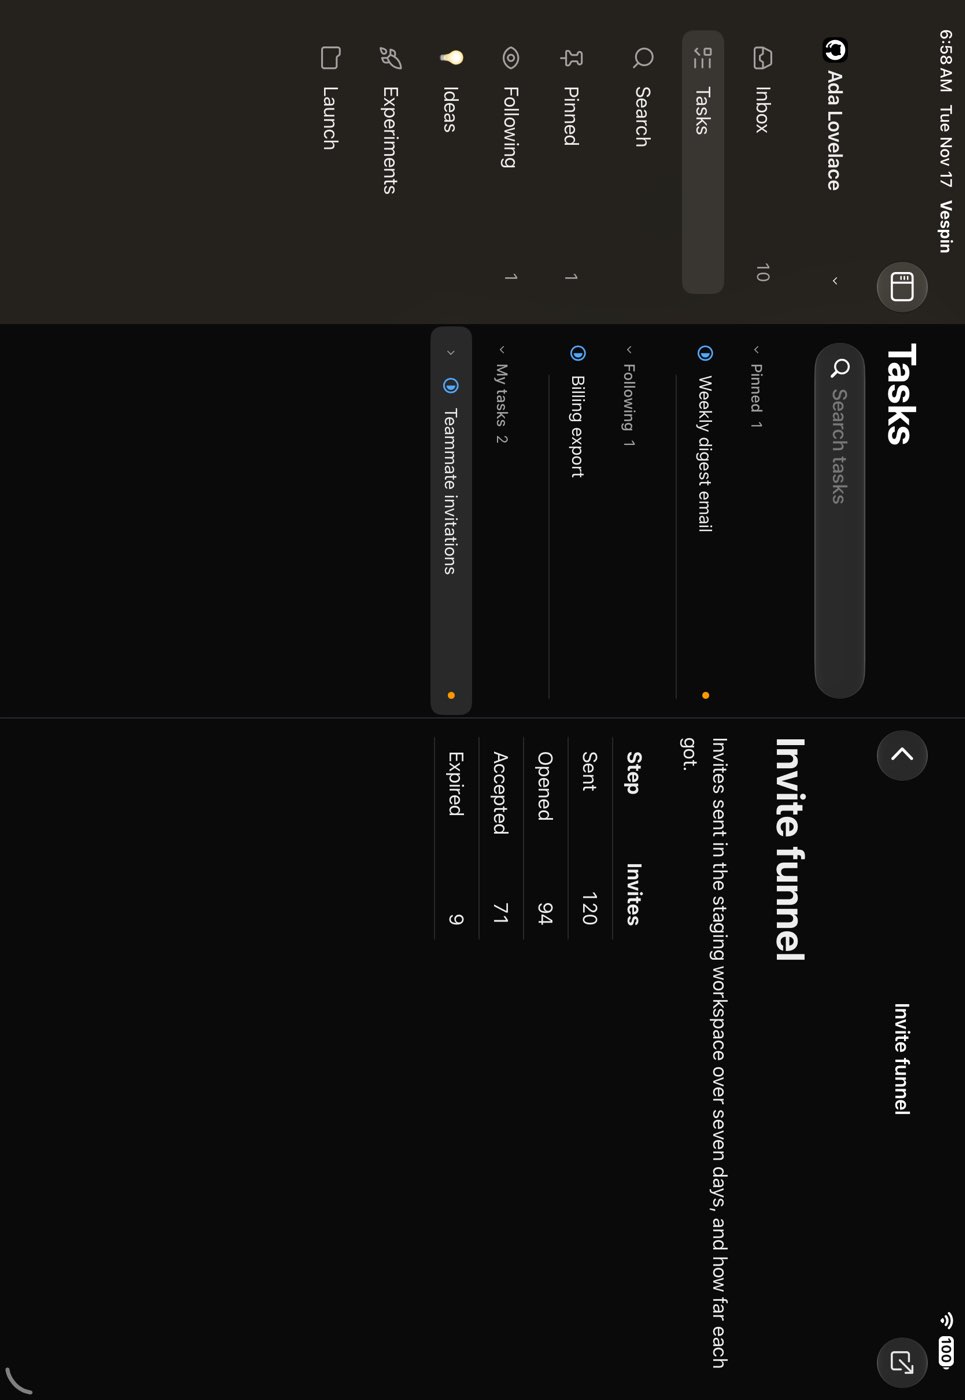 6:58 AM Tue Nov 17 Vespin
100
Ada Lovelace
Inbox 10
Tasks
Search
Pinned 1
Following 1
Ideas
Experiments
Launch
Tasks
Search tasks
Pinned 1
Weekly digest email
Following 1
Billing export
My tasks 2
Teammate invitations
Invite funnel
Invite funnel
Invites sent in the staging workspace over seven days, and how far each
got.
Step Invites
Sent 120
Opened 94
Accepted 71
Expired 9